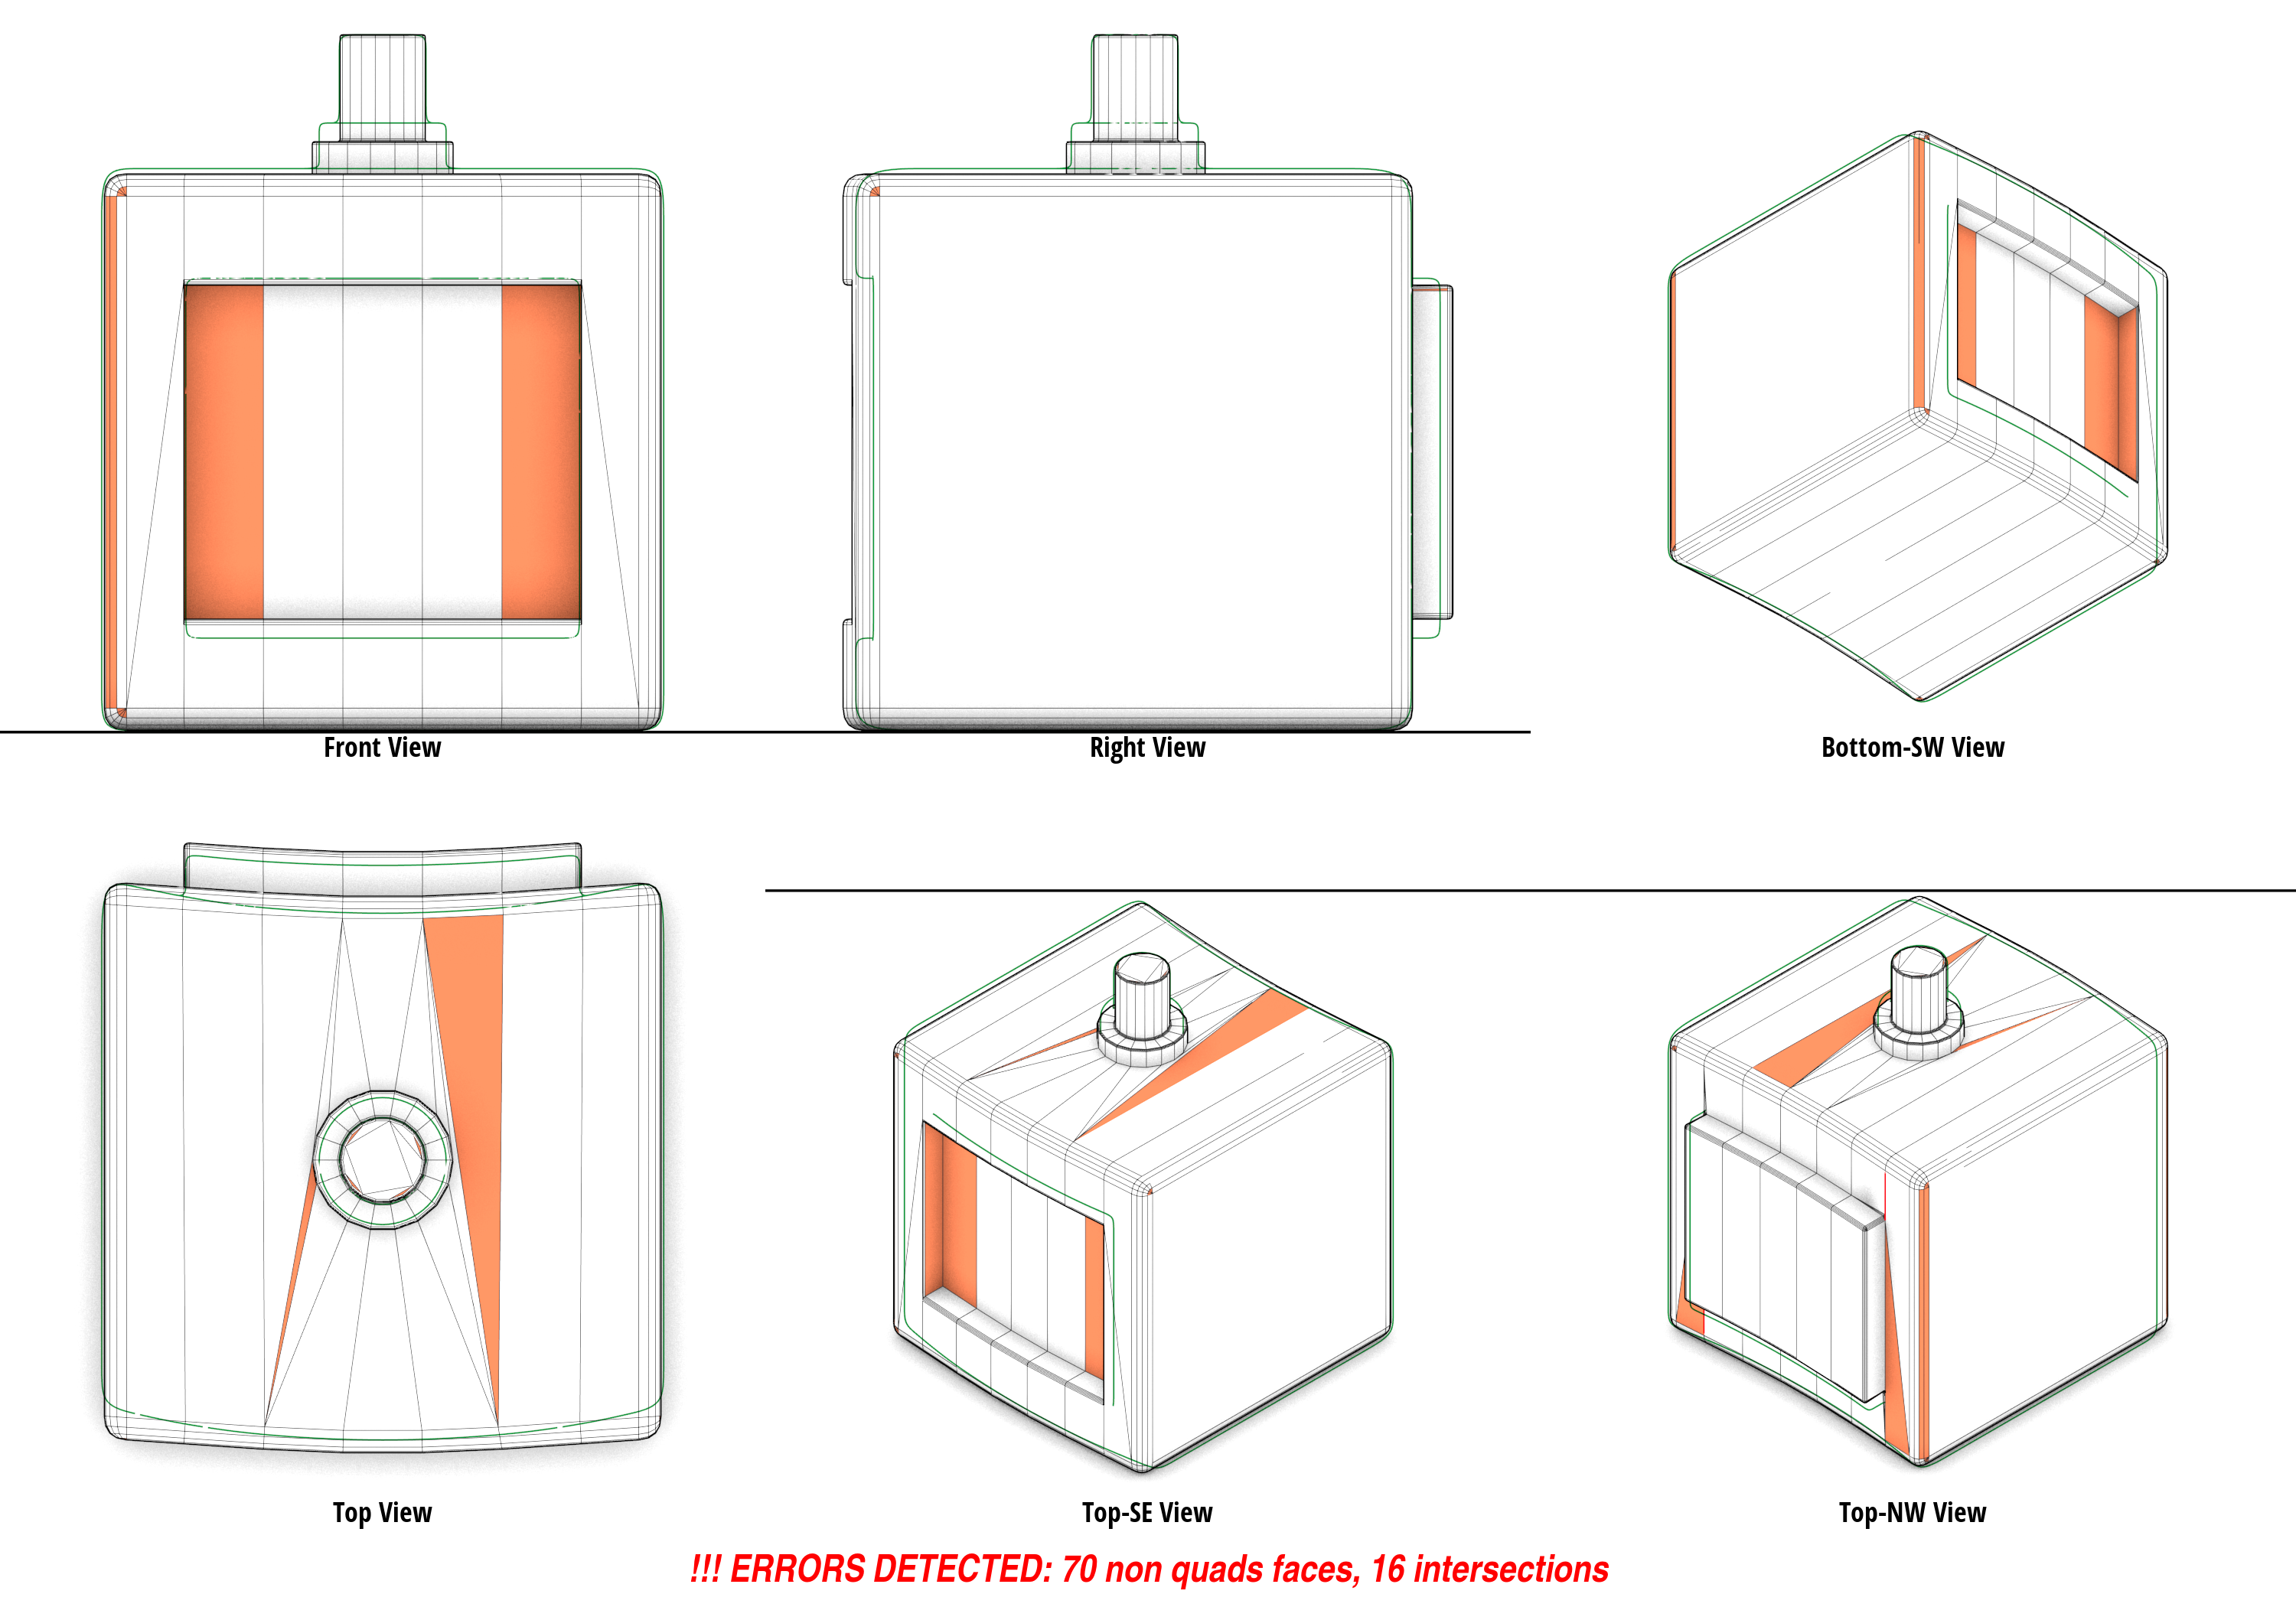 Front View
Right View
Bottom-SW View
Top View
Top-SE View
Top-NW View
!!! ERRORS DETECTED: 70 non quads faces, 16 intersections